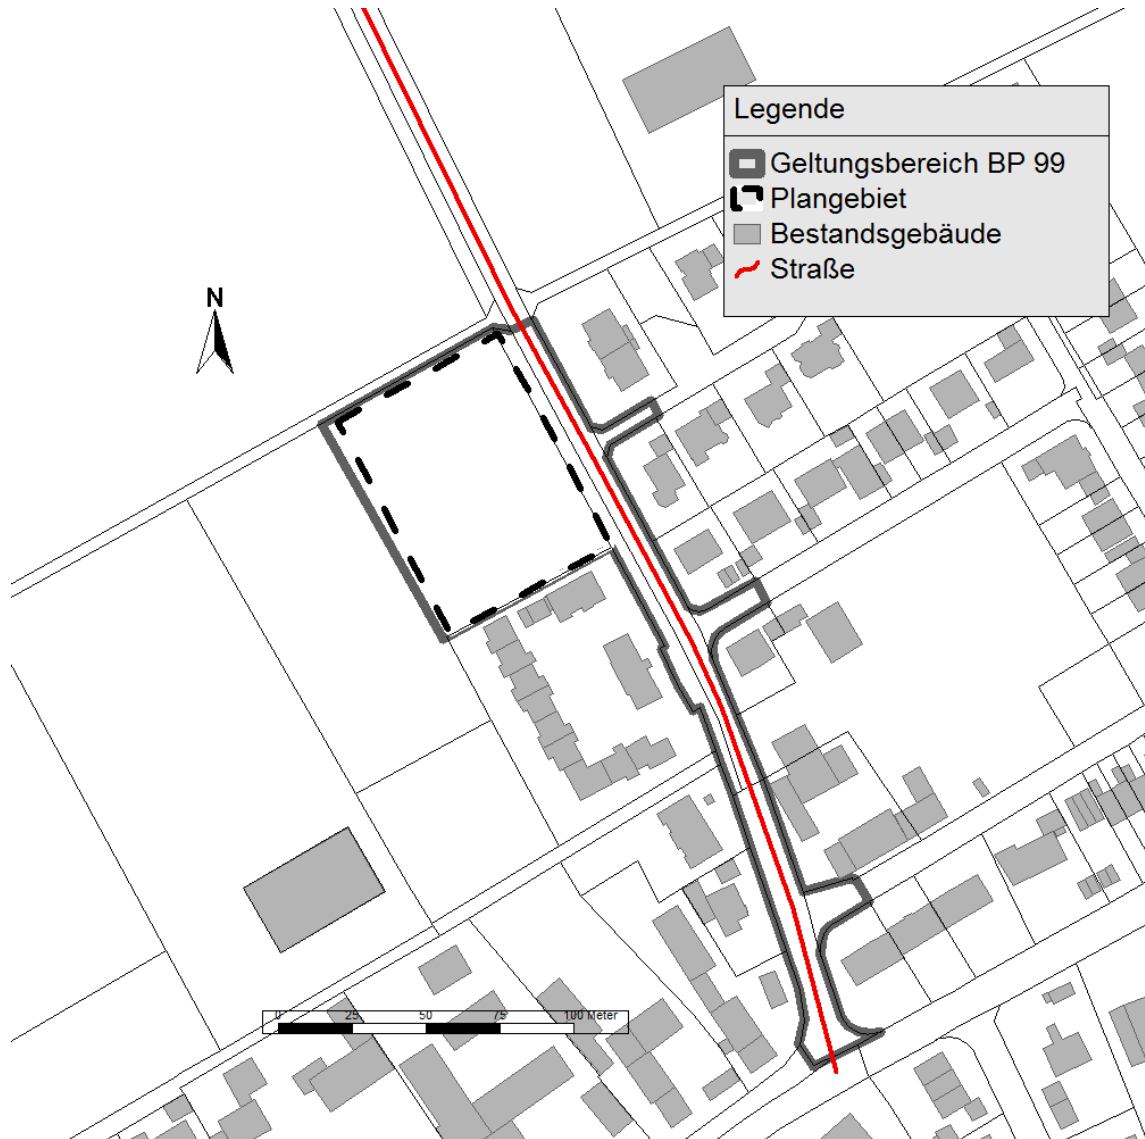 Legende
Geltungsbereich BP 99
Plangebiet
Bestandsgebäude
Straße
N
0 25 50 75 100 Meter